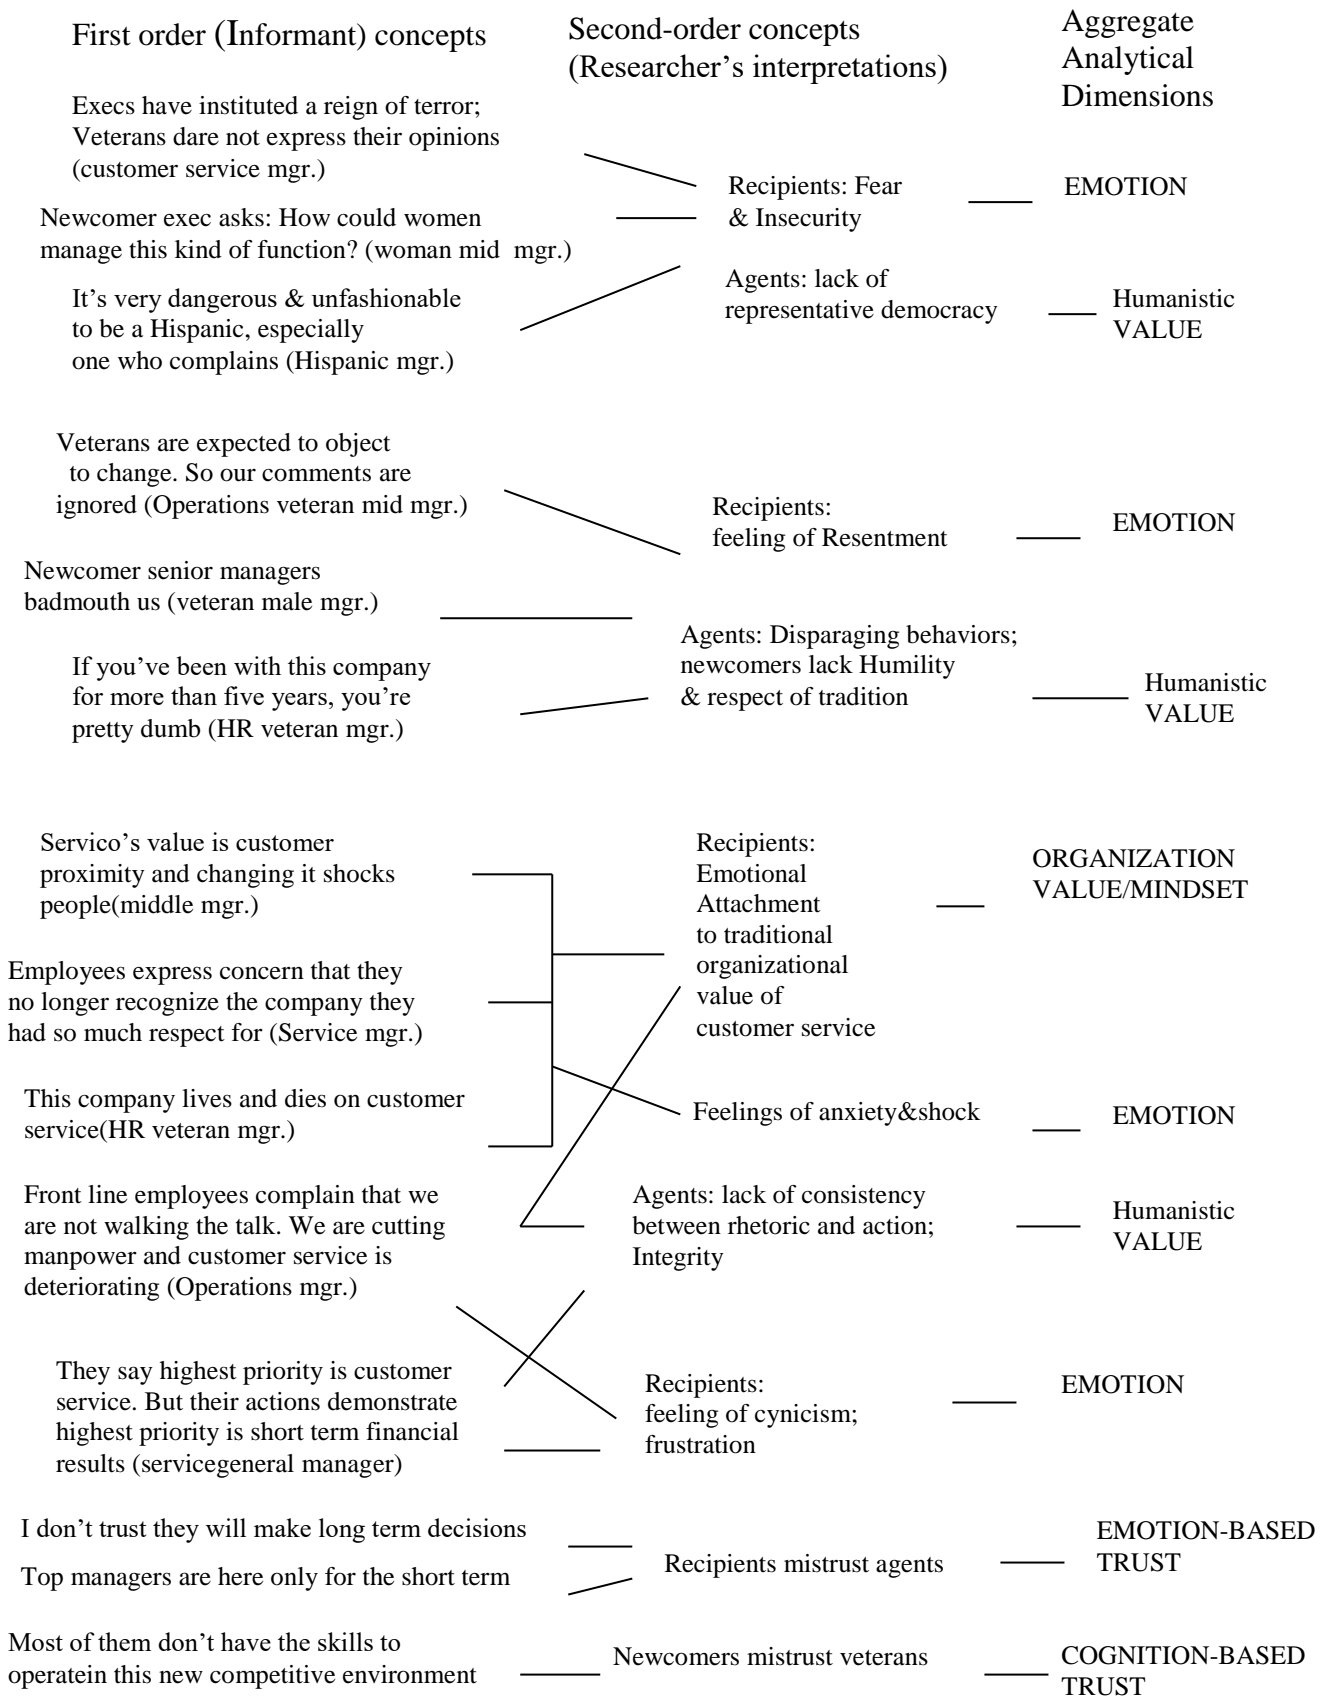 First order (Informant) concepts
Second-order concepts
(Researcher's interpretations)
Aggregate
Analytical
Dimensions
Execs have instituted a reign of terror;
Veterans dare not express their opinions
(customer service mgr.)
Newcomer exec asks: How could women
manage this kind of function? (woman mid  mgr.)
It's very dangerous & unfashionable
to be a Hispanic, especially
one who complains (Hispanic mgr.)
Recipients: Fear
& Insecurity
EMOTION
Agents: lack of
representative democracy
Humanistic
VALUE
Veterans are expected to object
to change. So our comments are
ignored (Operations veteran mid mgr.)
Newcomer senior managers
badmouth us (veteran male mgr.)
If you've been with this company
for more than five years, you're
pretty dumb (HR veteran mgr.)
Recipients:
feeling of Resentment
EMOTION
Agents: Disparaging behaviors;
newcomers lack Humility
& respect of tradition
Humanistic
VALUE
Servico's value is customer
proximity and changing it shocks
people(middle mgr.)
Employees express concern that they
no longer recognize the company they
had so much respect for (Service mgr.)
This company lives and dies on customer
service(HR veteran mgr.)
Recipients:
Emotional
Attachment
to traditional
organizational
value of
customer service
ORGANIZATION
VALUE/MINDSET
Feelings of anxiety&shock
EMOTION
Front line employees complain that we
are not walking the talk. We are cutting
manpower and customer service is
deteriorating (Operations mgr.)
Agents: lack of consistency
between rhetoric and action;
Integrity
Humanistic
VALUE
They say highest priority is customer
service. But their actions demonstrate
highest priority is short term financial
results (servicegeneral manager)
Recipients:
feeling of cynicism;
frustration
EMOTION
I don't trust they will make long term decisions
Top managers are here only for the short term
Recipients mistrust agents
EMOTION-BASED
TRUST
Most of them don't have the skills to
operatein this new competitive environment
Newcomers mistrust veterans
COGNITION-BASED
TRUST